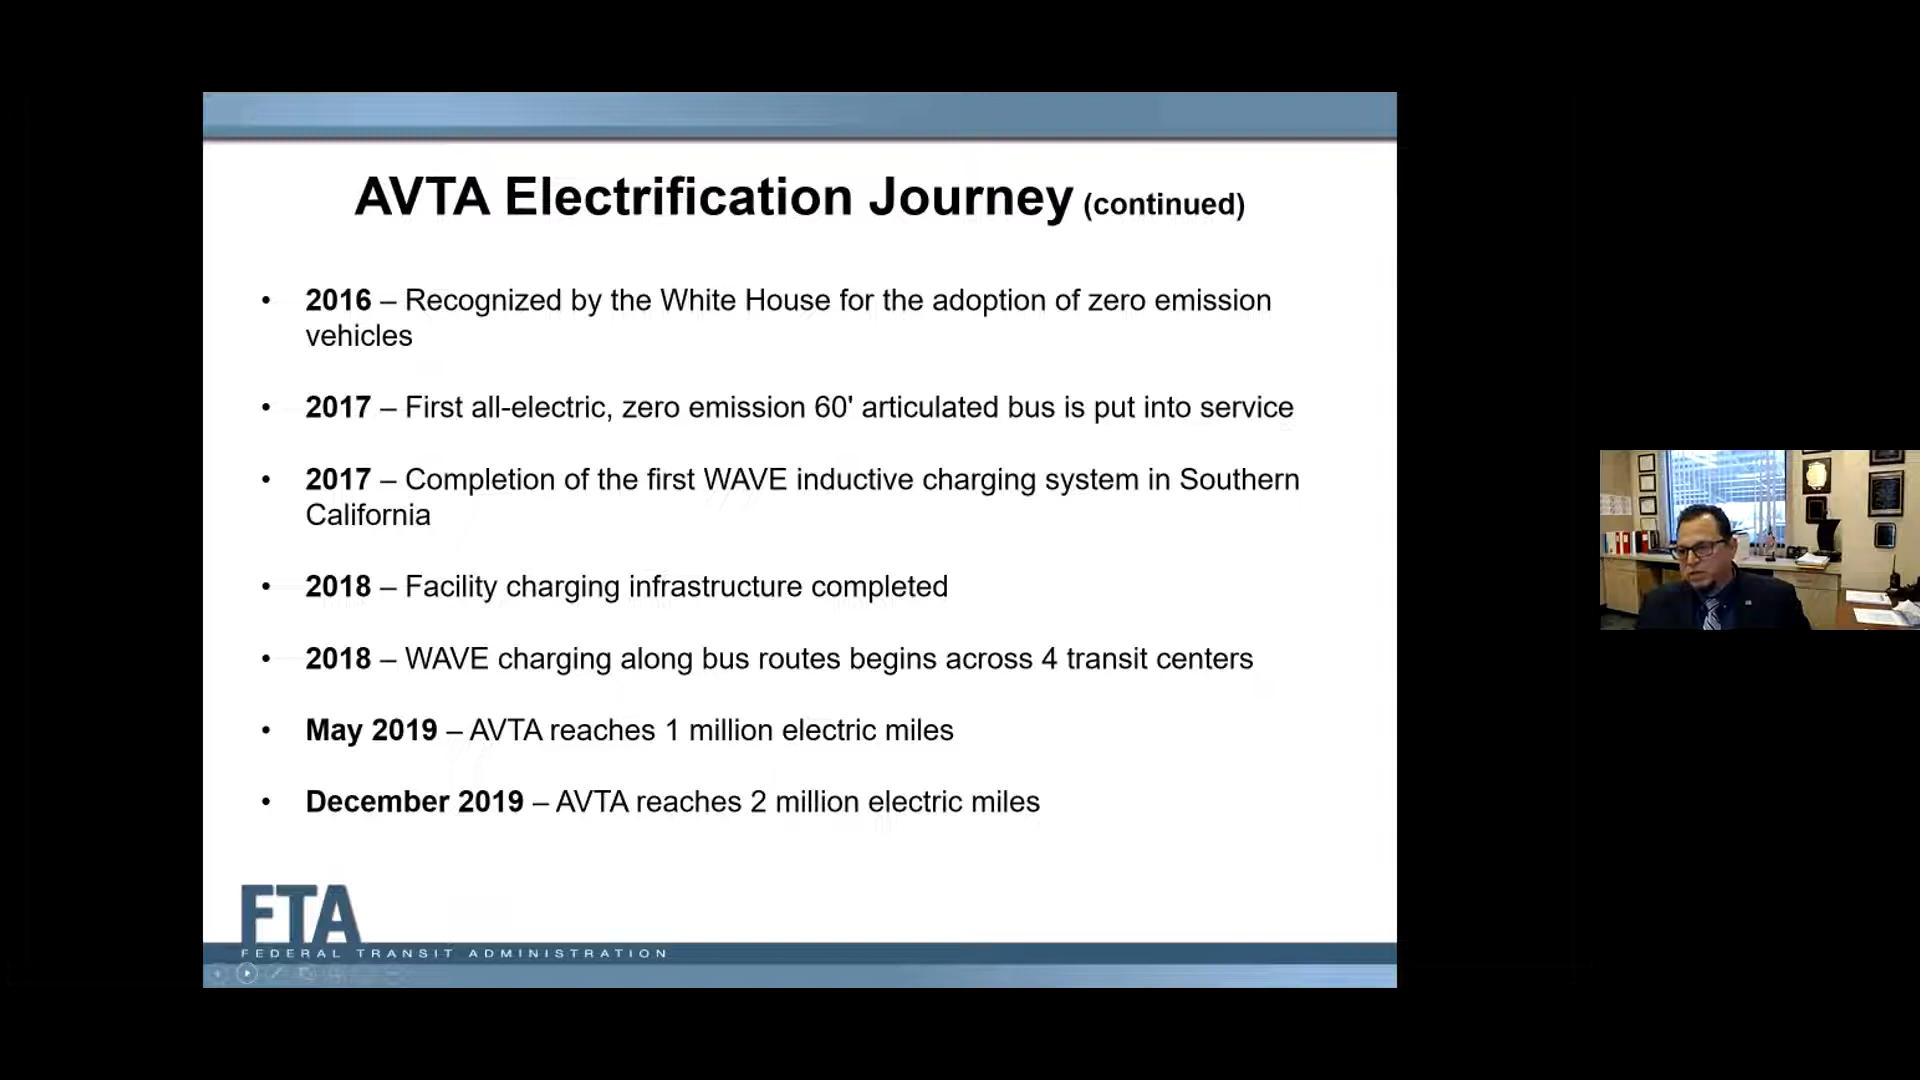 AVTA Electrification Journey (continued)
• 2016 – Recognized by the White House for the adoption of zero emission
vehicles
• 2017 – First all-electric, zero emission 60' articulated bus is put into service
• 2017 – Completion of the first WAVE inductive charging system in Southern
California
• 2018 – Facility charging infrastructure completed
• 2018 – WAVE charging along bus routes begins across 4 transit centers
• May 2019 – AVTA reaches 1 million electric miles
• December 2019 – AVTA reaches 2 million electric miles
FTA
FEDERAL TRANSIT ADMINISTRATION